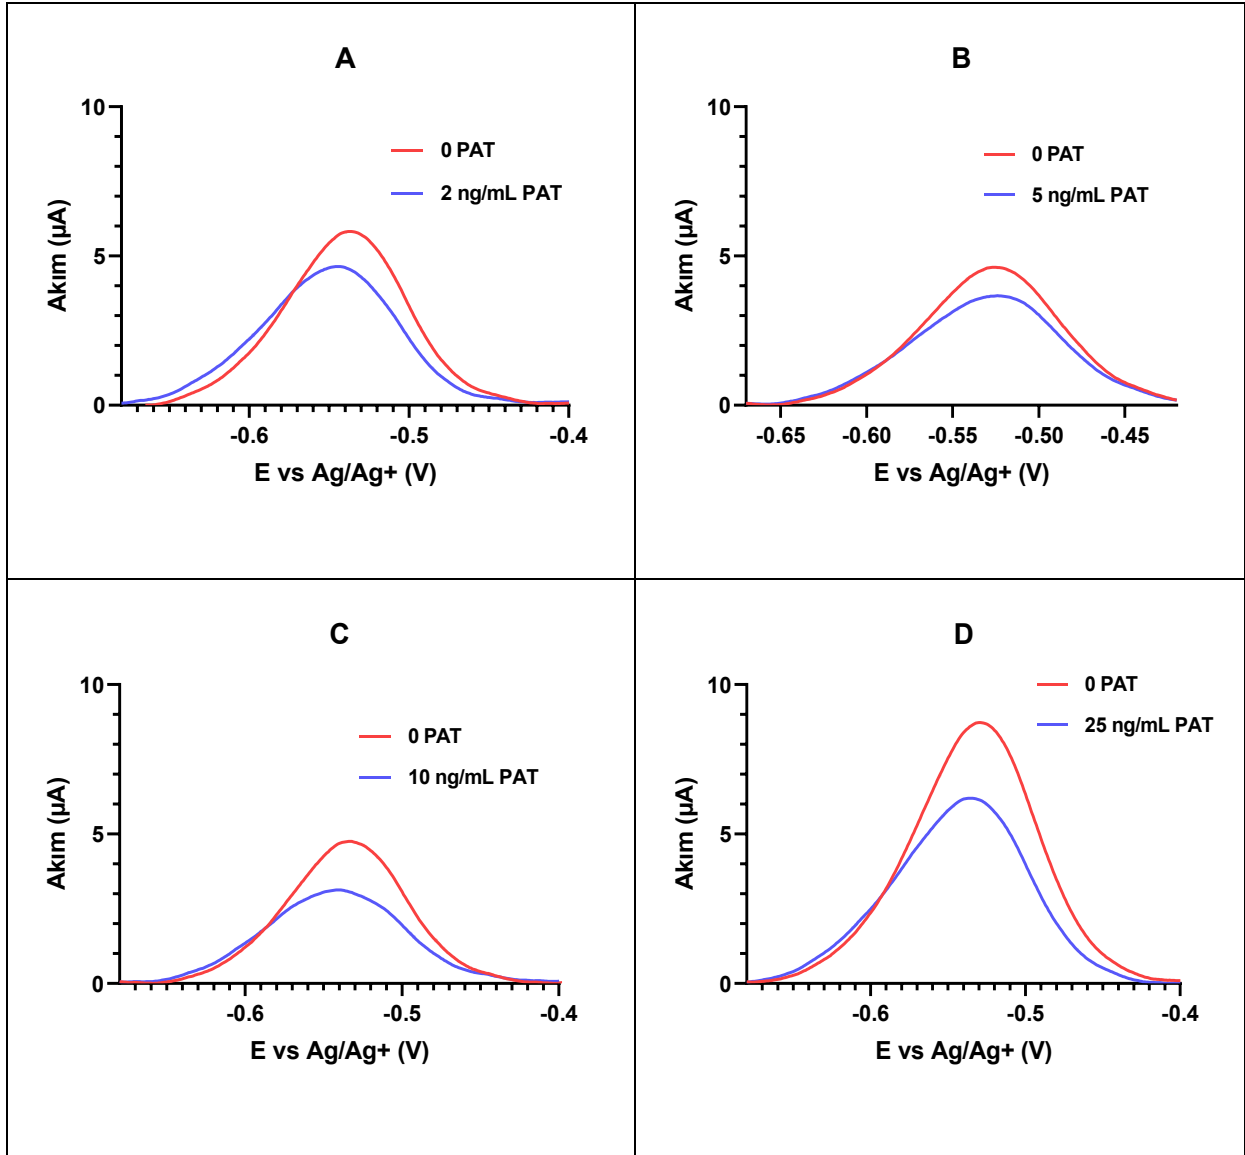 A
10
5
0
Akım (µA)
0 PAT
2 ng/mL PAT
-0.6
-0.5
-0.4
E vs Ag/Ag+ (V)
B
10
5
0
Akım (µA)
0 PAT
5 ng/mL PAT
-0.65
-0.60
-0.55
-0.50
-0.45
E vs Ag/Ag+ (V)
C
10
5
0
Akım (µA)
0 PAT
10 ng/mL PAT
-0.6
-0.5
-0.4
E vs Ag/Ag+ (V)
D
10
5
0
Akım (µA)
0 PAT
25 ng/mL PAT
-0.6
-0.5
-0.4
E vs Ag/Ag+ (V)